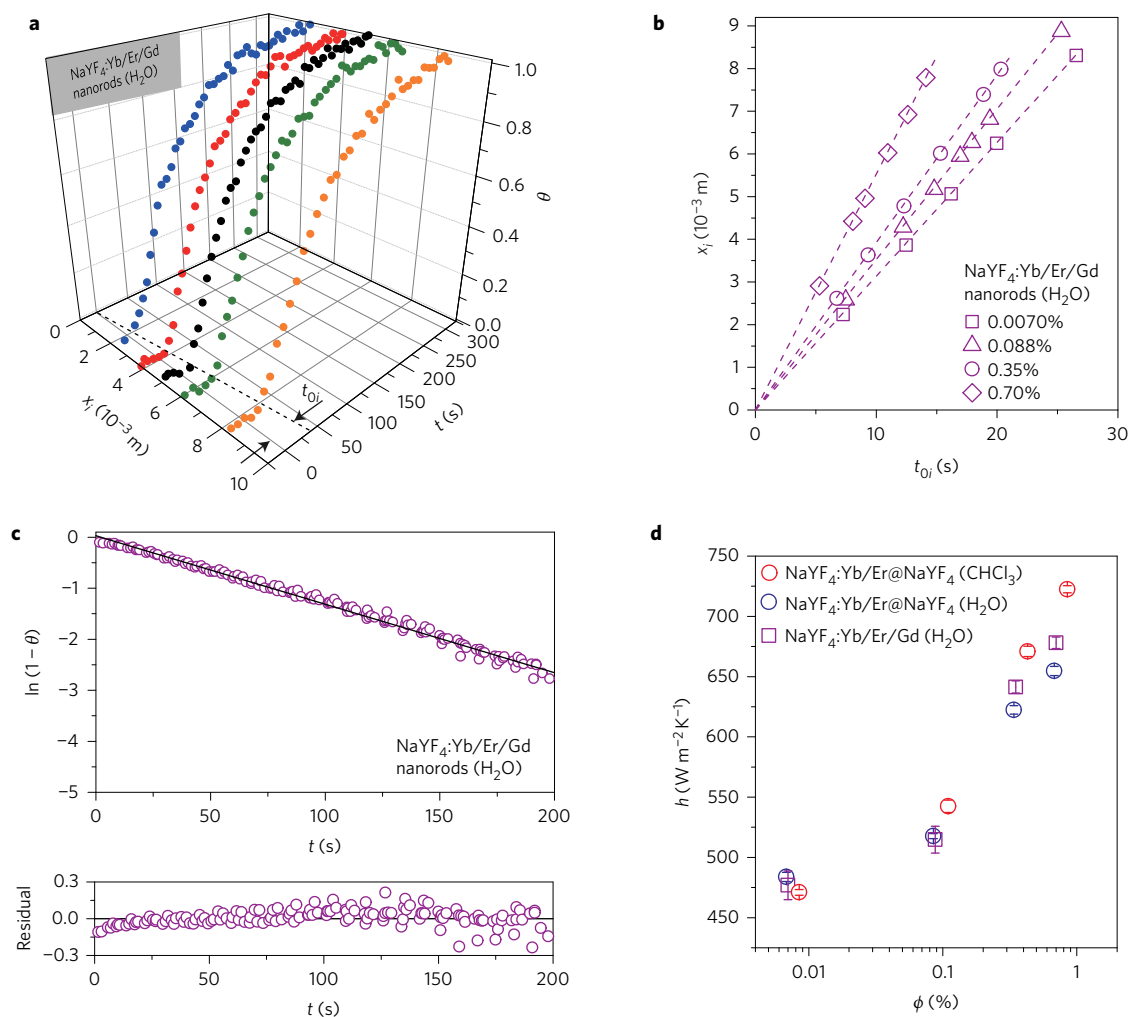 a
NaYF₄:Yb/Er/Gd
nanorods (H₂O)
1.0
0.8
0.6
0.4
0.2
0.0
θ
0
2
4
6
8
10
xᵢ (10⁻³ m)
t₀ᵢ
0
50
100
150
200
250
300
t (s)
b
9
8
7
6
5
4
3
2
1
0
xᵢ (10⁻³ m)
NaYF₄:Yb/Er/Gd
nanorods (H₂O)
0.0070%
0.088%
0.35%
0.70%
0 10 20 30
t₀ᵢ (s)
c
0
−1
−2
−3
−4
−5
ln (1 − θ)
NaYF₄:Yb/Er/Gd
nanorods (H₂O)
0 50 100 150 200
t (s)
0.3
0.0
−0.3
Residual
0 50 100 150 200
t (s)
d
750
700
650
600
550
500
450
h (W m⁻² K⁻¹)
NaYF₄:Yb/Er@NaYF₄ (CHCl₃)
NaYF₄:Yb/Er@NaYF₄ (H₂O)
NaYF₄:Yb/Er/Gd (H₂O)
0.01 0.1 1
ϕ (%)